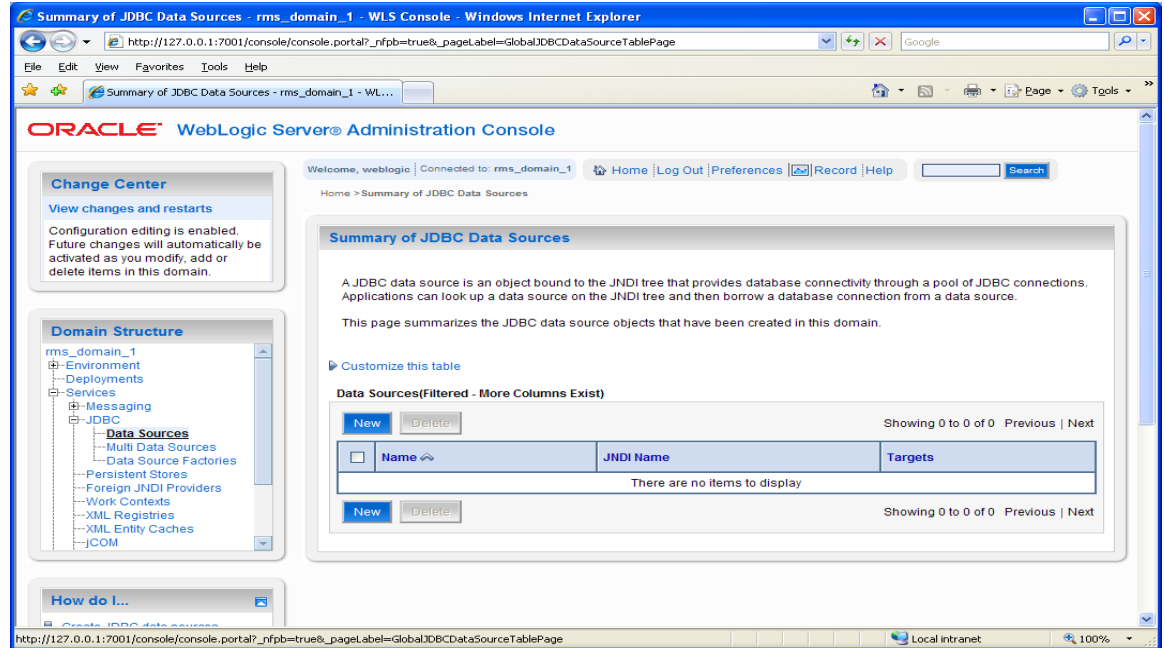 Summary of JDBC Data Sources - rms_domain_1 - WLS Console - Windows Internet Explorer
http://127.0.0.1:7001/console/console.portal?_nfpb=true&_pageLabel=GlobalJDBCDataSourceTablePage
Google
File Edit View Favorites Tools Help
Summary of JDBC Data Sources - rms_domain_1 - WL...
Page Tools
ORACLE WebLogic Server® Administration Console
Change Center
View changes and restarts
Configuration editing is enabled.
Future changes will automatically be
activated as you modify, add or
delete items in this domain.
Domain Structure
rms_domain_1
Environment
Deployments
Services
Messaging
JDBC
Data Sources
Multi Data Sources
Data Source Factories
Persistent Stores
Foreign JNDI Providers
Work Contexts
XML Registries
XML Entity Caches
jCOM
How do I...
Create JDBC data sources
Welcome, weblogic Connected to: rms_domain_1 Home Log Out Preferences Record Help Search
Home >Summary of JDBC Data Sources
Summary of JDBC Data Sources
A JDBC data source is an object bound to the JNDI tree that provides database connectivity through a pool of JDBC connections.
Applications can look up a data source on the JNDI tree and then borrow a database connection from a data source.
This page summarizes the JDBC data source objects that have been created in this domain.
Customize this table
Data Sources(Filtered - More Columns Exist)
New Delete Showing 0 to 0 of 0 Previous | Next
Name JNDI Name Targets
There are no items to display
New Delete Showing 0 to 0 of 0 Previous | Next
http://127.0.0.1:7001/console/console.portal?_nfpb=true&_pageLabel=GlobalJDBCDataSourceTablePage Local intranet 100%